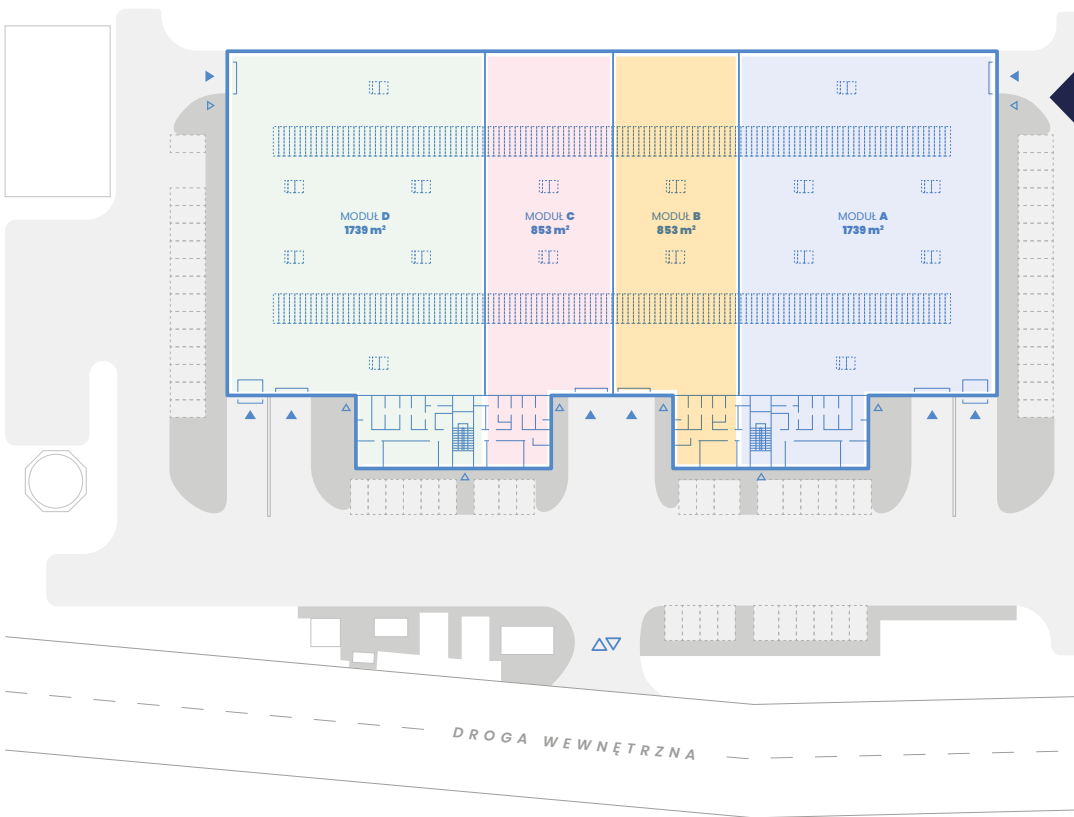 MODUŁ D
1739 m²
MODUŁ C
853 m²
MODUŁ B
853 m²
MODUŁ A
1739 m²
DROGA WEWNĘTRZNA